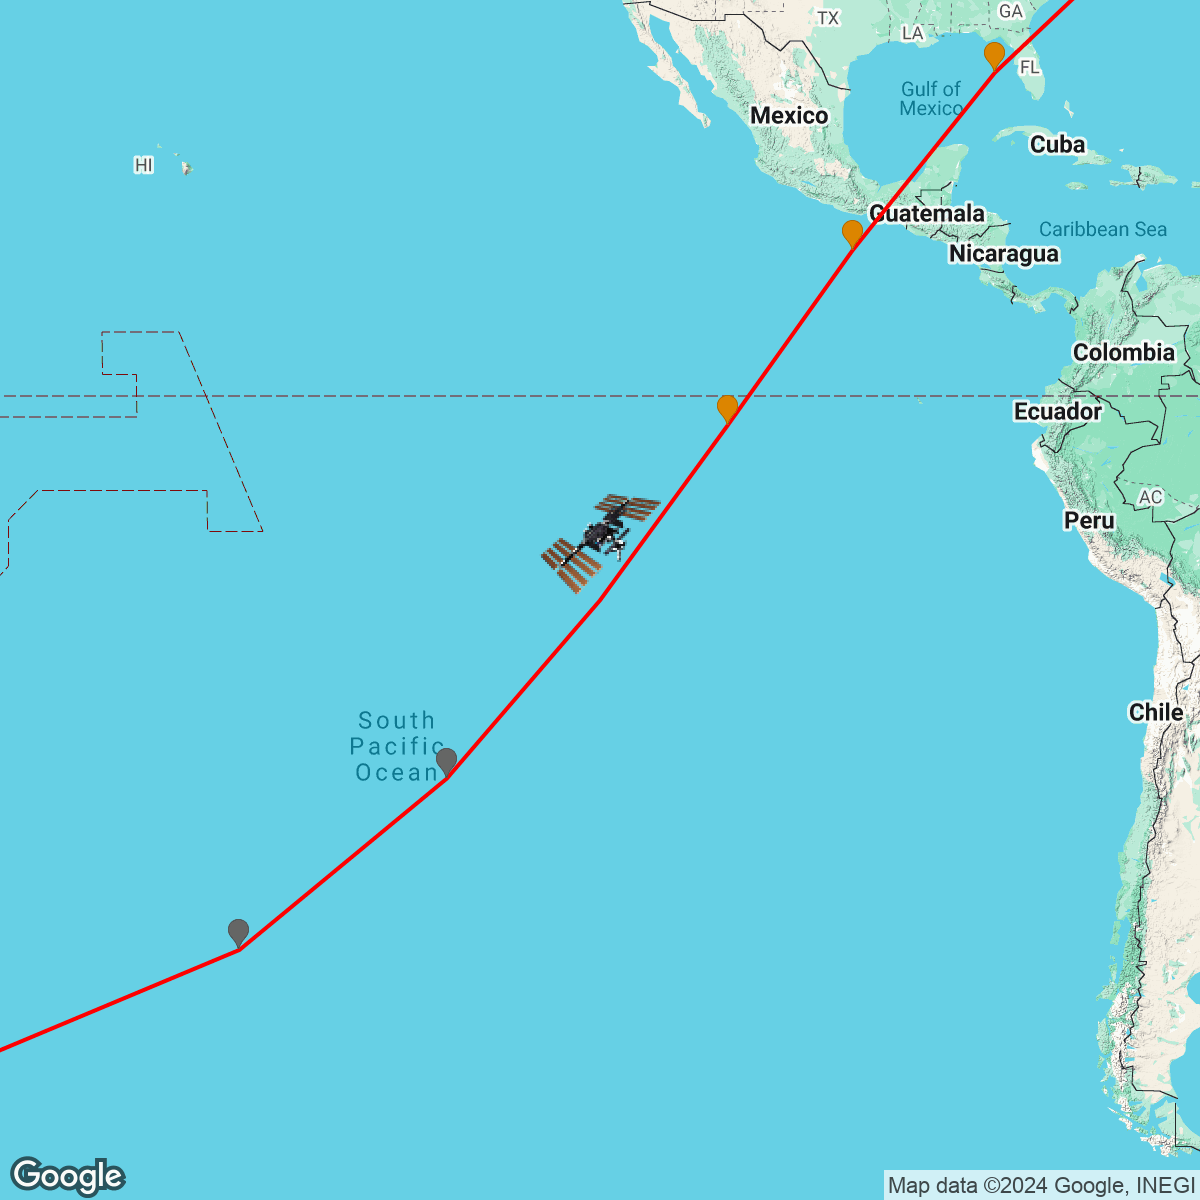 TX
GA
LA
FL
Gulf of
Mexico
Mexico
Cuba
HI
Guatemala
Caribbean Sea
Nicaragua
Colombia
Ecuador
AC
Peru
South
Pacific
Ocean
Chile
Google
Map data ©2024 Google, INEGI